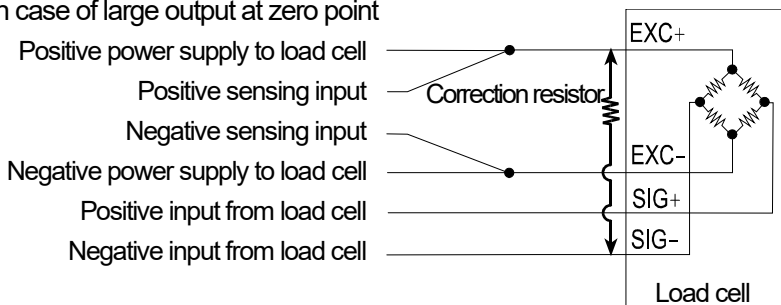 n case of large output at zero point
Positive power supply to load cell
Positive sensing input
Negative sensing input
Negative power supply to load cell
Positive input from load cell
Negative input from load cell
Correction resistor
EXC+
EXC−
SIG+
SIG−
Load cell